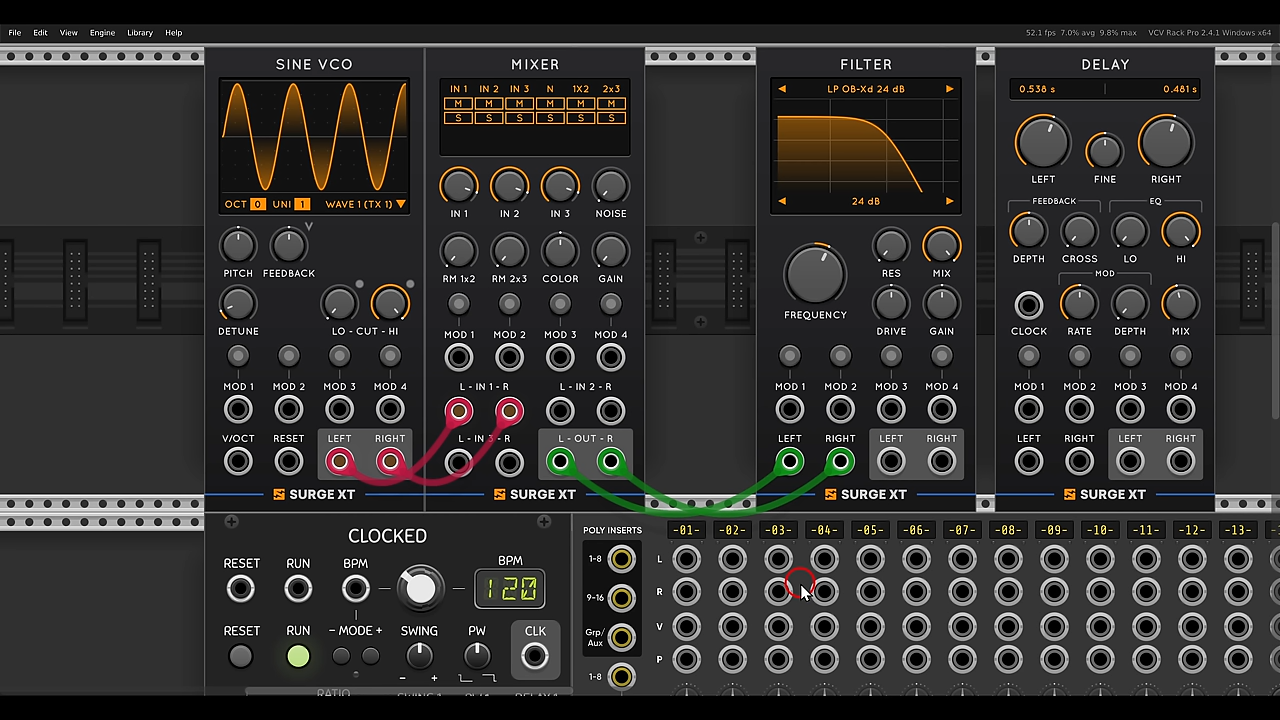 File Edit View Engine Library Help
52.1 fps 7.0% avg 9.8% max VCV Rack Pro 2.4.1 Windows x64
SINE VCO
OCT 0 UNI 1 WAVE 1 (TX 1) ▼
PITCH FEEDBACK
DETUNE LO - CUT - HI
MOD 1 MOD 2 MOD 3 MOD 4
V/OCT RESET LEFT RIGHT
SURGE XT
MIXER
IN 1 IN 2 IN 3 N 1X2 2x3
M M M M M M
S S S S S S
IN 1 IN 2 IN 3 NOISE
RM 1x2 RM 2x3 COLOR GAIN
MOD 1 MOD 2 MOD 3 MOD 4
L - IN 1 - R L - IN 2 - R
L - IN 3 - R L - OUT - R
SURGE XT
FILTER
◄ LP OB-Xd 24 dB ►
◄ 24 dB ►
RES MIX
FREQUENCY
DRIVE GAIN
MOD 1 MOD 2 MOD 3 MOD 4
LEFT RIGHT LEFT RIGHT
SURGE XT
DELAY
0.536 s 0.481 s
LEFT FINE RIGHT
FEEDBACK EQ
DEPTH CROSS LO HI
MOD
CLOCK RATE DEPTH MIX
MOD 1 MOD 2 MOD 3 MOD 4
LEFT RIGHT LEFT RIGHT
SURGE XT
CLOCKED
RESET RUN BPM BPM
120
RESET RUN – MODE + SWING PW CLK
– +
POLY INSERTS
1-8
9-16
Grp/
Aux
1-8
-01- -02- -03- -04- -05- -06- -07- -08- -09- -10- -11- -12- -13-
L
R
V
P